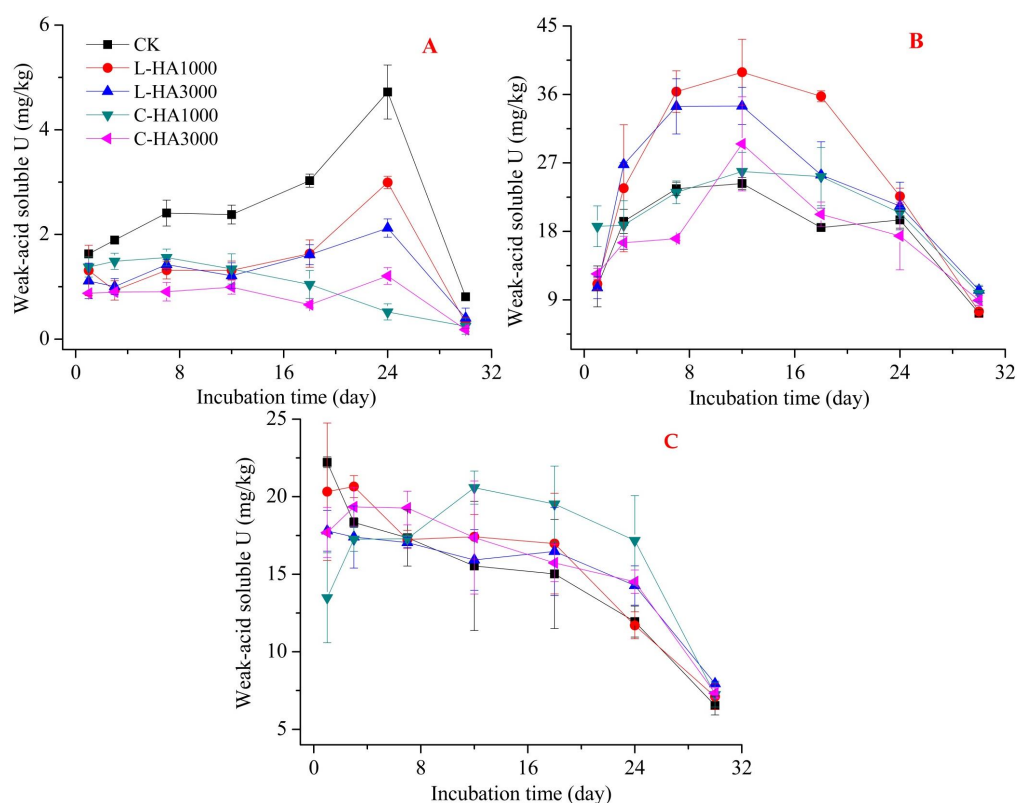 A
CK
L-HA1000
L-HA3000
C-HA1000
C-HA3000
Weak-acid soluble U (mg/kg)
6
4
2
0
0 8 16 24 32
Incubation time (day)
B
Weak-acid soluble U (mg/kg)
45
36
27
18
9
0 8 16 24 32
Incubation time (day)
C
Weak-acid soluble U (mg/kg)
25
20
15
10
5
0 8 16 24 32
Incubation time (day)